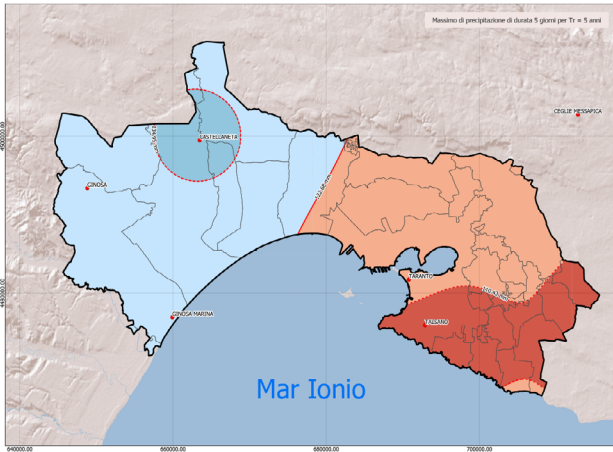 Massimo di precipitazione di durata 5 giorni per Tr = 5 anni
CEGLIE MESSAPICA
CASTELLANETA
GINOSA
TARANTO
GINOSA MARINA
TALSANO
Mar Ionio
4500000.00
4480000.00
640000.00
660000.00
680000.00
700000.00